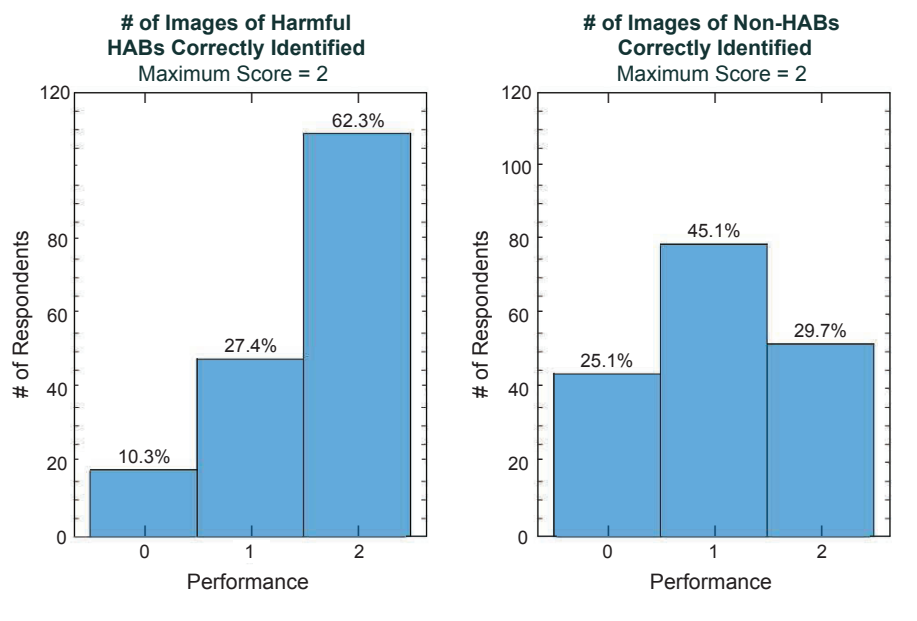 # of Images of Harmful
HABs Correctly Identified
Maximum Score = 2
120
80
60
40
20
0
# of Respondents
10.3%
27.4%
62.3%
0 1 2
Performance
# of Images of Non-HABs
Correctly Identified
Maximum Score = 2
120
100
80
60
40
20
0
# of Respondents
25.1%
45.1%
29.7%
0 1 2
Performance